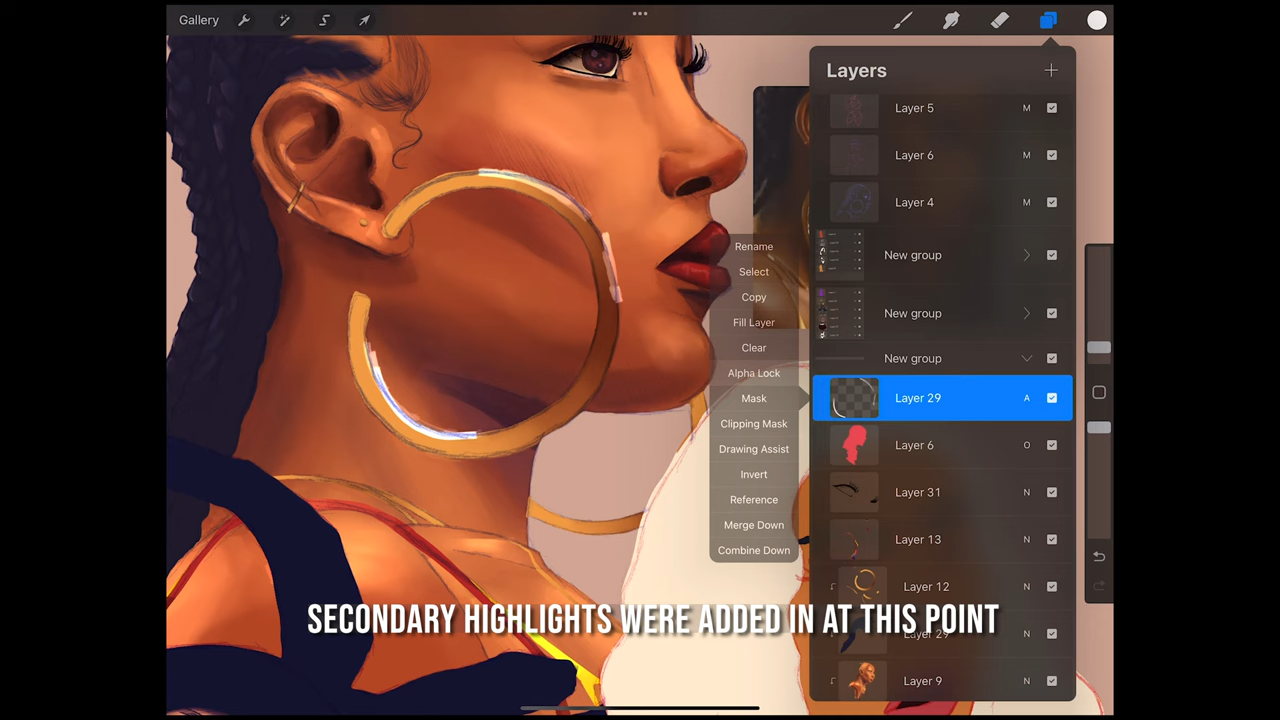 Gallery
Layers
Layer 5 M
Layer 6 M
Layer 4 M
New group
New group
New group
Layer 29 A
Layer 6 O
Layer 31 N
Layer 13 N
Layer 12 N
Layer 29 N
Layer 9 N
Rename
Select
Copy
Fill Layer
Clear
Alpha Lock
Mask
Clipping Mask
Drawing Assist
Invert
Reference
Merge Down
Combine Down
SECONDARY HIGHLIGHTS WERE ADDED IN AT THIS POINT